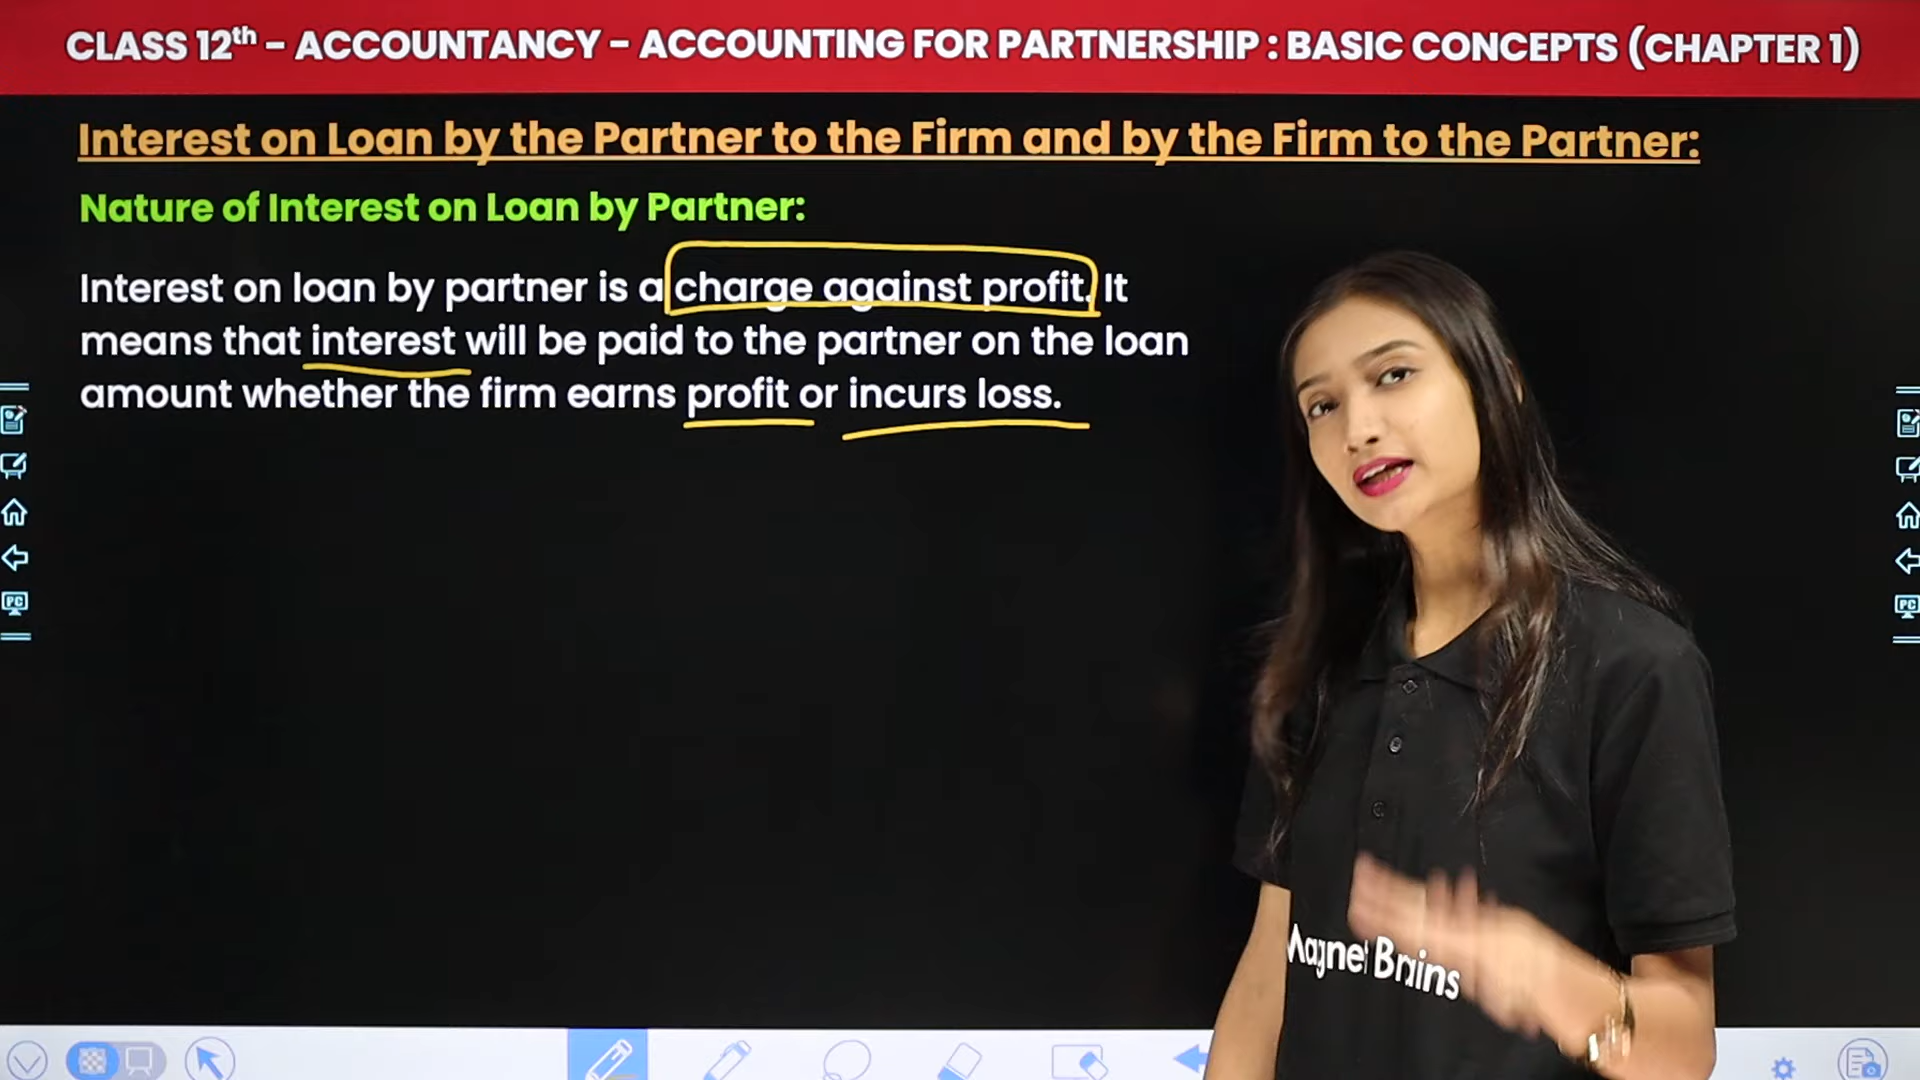 CLASS 12th - ACCOUNTANCY - ACCOUNTING FOR PARTNERSHIP : BASIC CONCEPTS (CHAPTER 1)
Interest on Loan by the Partner to the Firm and by the Firm to the Partner:
Nature of Interest on Loan by Partner:
Interest on loan by partner is a charge against profit. It
means that interest will be paid to the partner on the loan
amount whether the firm earns profit or incurs loss.
PC
PC
Magnet Brains